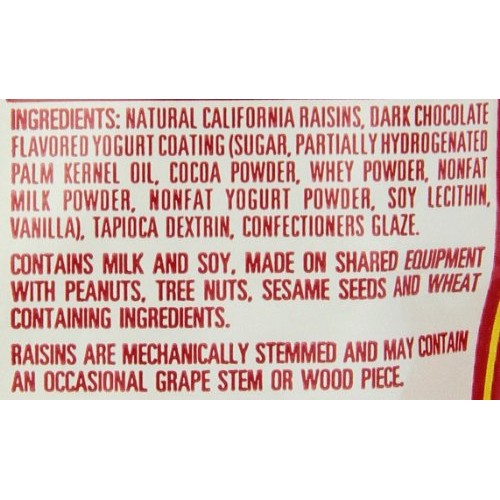 INGREDIENTS: NATURAL CALIFORNIA RAISINS, DARK CHOCOLATE
FLAVORED YOGURT COATING (SUGAR, PARTIALLY HYDROGENATED
PALM KERNEL OIL, COCOA POWDER, WHEY POWDER, NONFAT
MILK POWDER, NONFAT YOGURT POWDER, SOY LECITHIN,
VANILLA), TAPIOCA DEXTRIN, CONFECTIONERS GLAZE.
CONTAINS MILK AND SOY, MADE ON SHARED EQUIPMENT
WITH PEANUTS, TREE NUTS, SESAME SEEDS AND WHEAT
CONTAINING INGREDIENTS.
RAISINS ARE MECHANICALLY STEMMED AND MAY CONTAIN
AN OCCASIONAL GRAPE STEM OR WOOD PIECE.